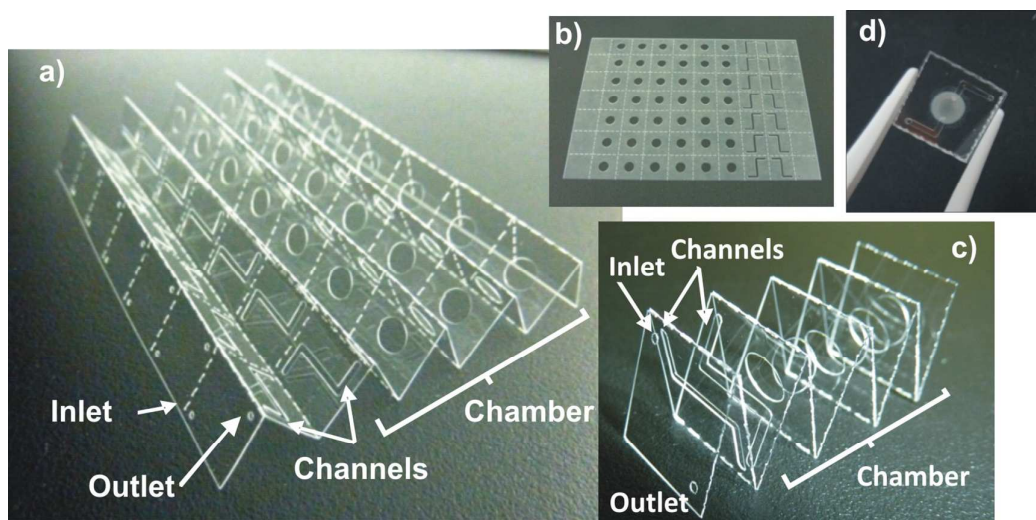 a)
Inlet
Outlet
Channels
Chamber
b)
d)
c)
Channels
Inlet
Outlet
Chamber